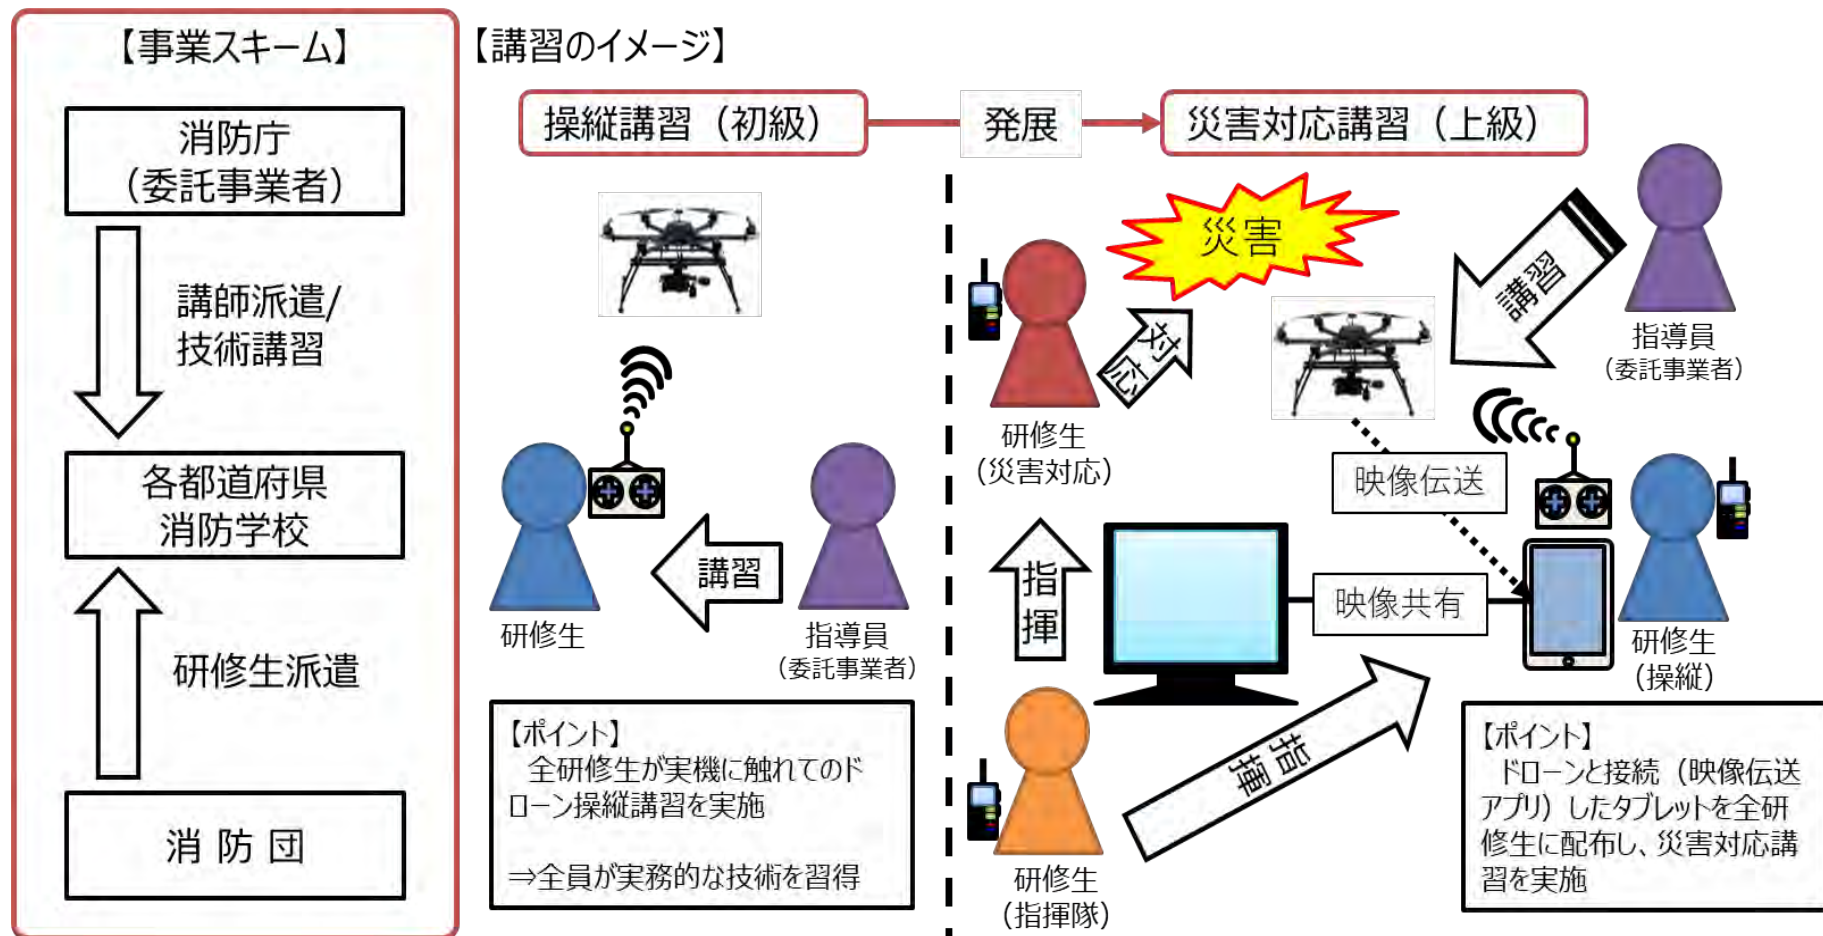 【事業スキーム】
消防庁
（委託事業者）
講師派遣/
技術講習
各都道府県
消防学校
研修生派遣
消 防 団
【講習のイメージ】
操縦講習（初級）
発展
災害対応講習（上級）
研修生
講習
指導員
（委託事業者）
【ポイント】
全研修生が実機に触れてのド
ローン操縦講習を実施
⇒全員が実務的な技術を習得
災害
対応
研修生
（災害対応）
講習
指導員
（委託事業者）
映像伝送
指揮
映像共有
研修生
（操縦）
指揮
研修生
（指揮隊）
【ポイント】
ドローンと接続（映像伝送
アプリ）したタブレットを全研
修生に配布し、災害対応講
習を実施